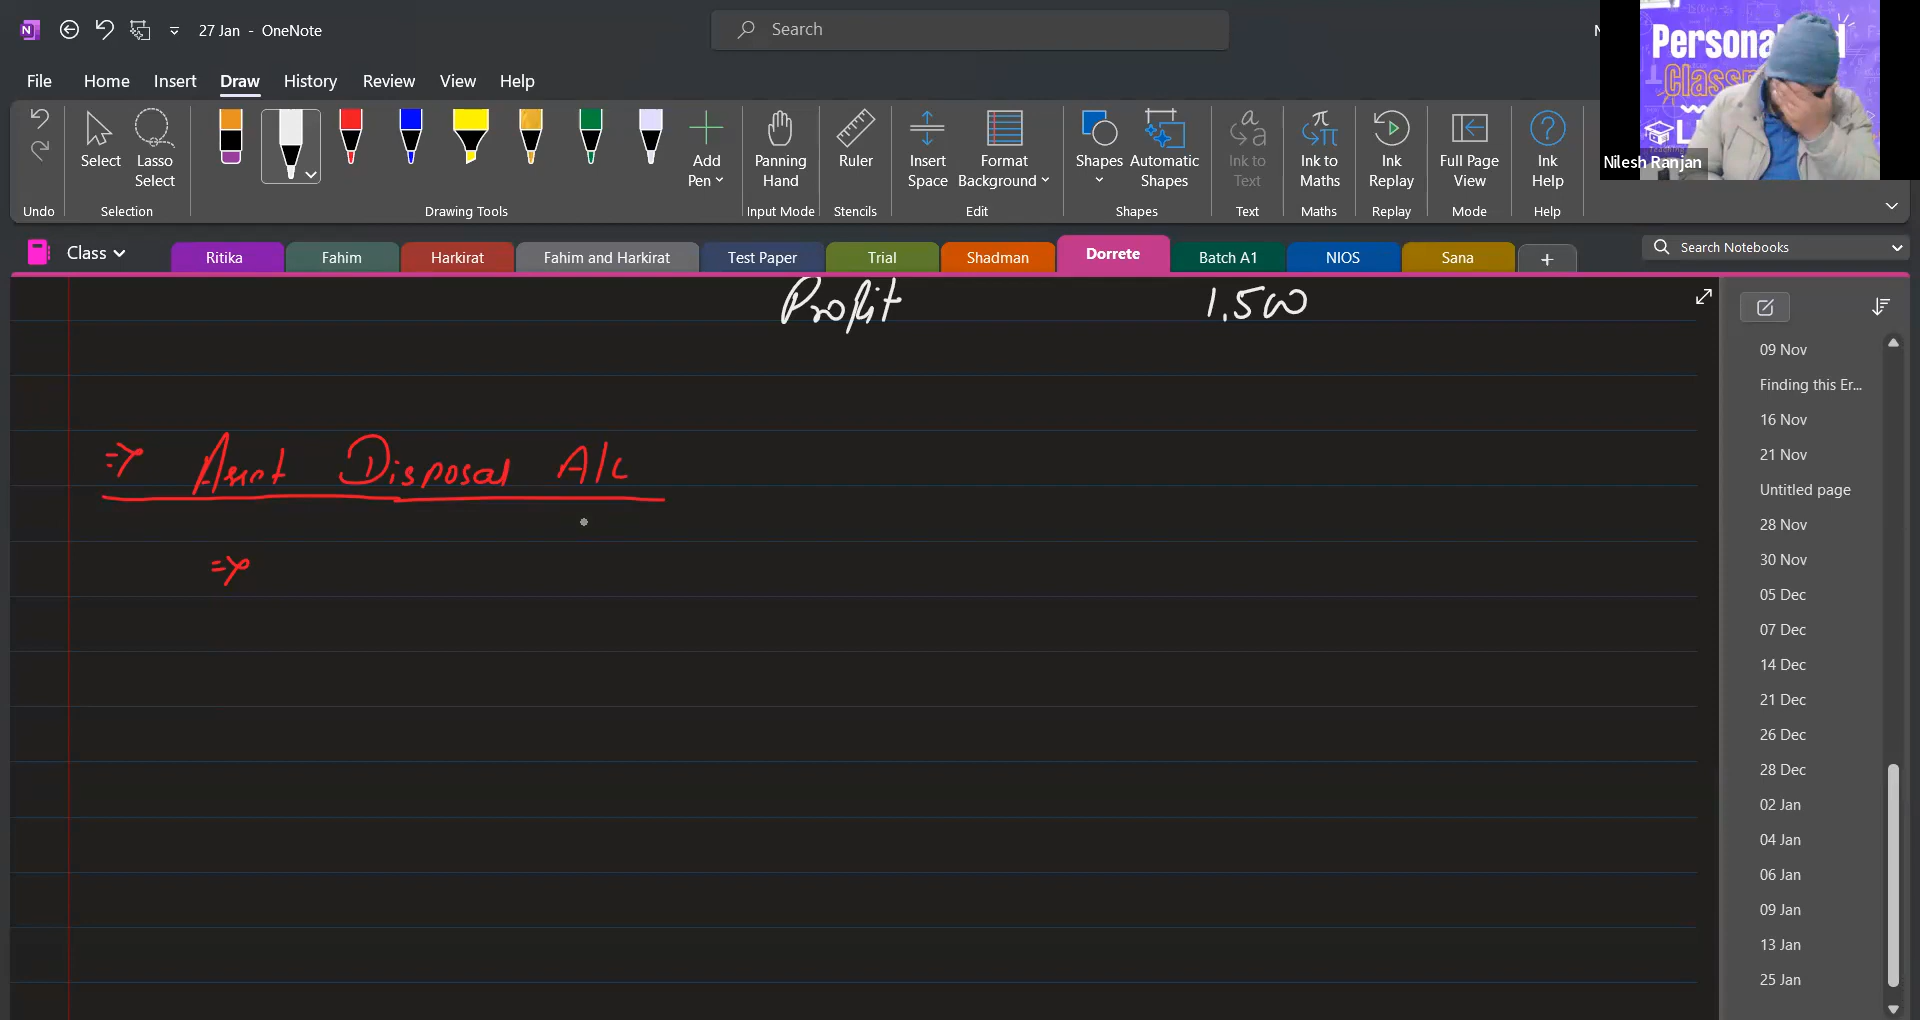 27 Jan - OneNote
Search
File Home Insert Draw History Review View Help
Undo
Select
Lasso Select
Selection
Drawing Tools
Add Pen
Panning Hand
Input Mode
Ruler
Stencils
Insert Space
Format Background
Edit
Shapes
Automatic Shapes
Shapes
Ink to Text
Text
Ink to Maths
Maths
Ink Replay
Replay
Full Page View
Mode
Ink Help
Help
Nilesh Ranjan
Class
Ritika Fahim Harkirat Fahim and Harkirat Test Paper Trial Shadman Dorrete Batch A1 NIOS Sana +
Search Notebooks
Profit 1.500
=> Asset Disposal A/c
=>
09 Nov
Finding this Er...
16 Nov
21 Nov
Untitled page
28 Nov
30 Nov
05 Dec
07 Dec
14 Dec
21 Dec
26 Dec
28 Dec
02 Jan
04 Jan
06 Jan
09 Jan
13 Jan
25 Jan